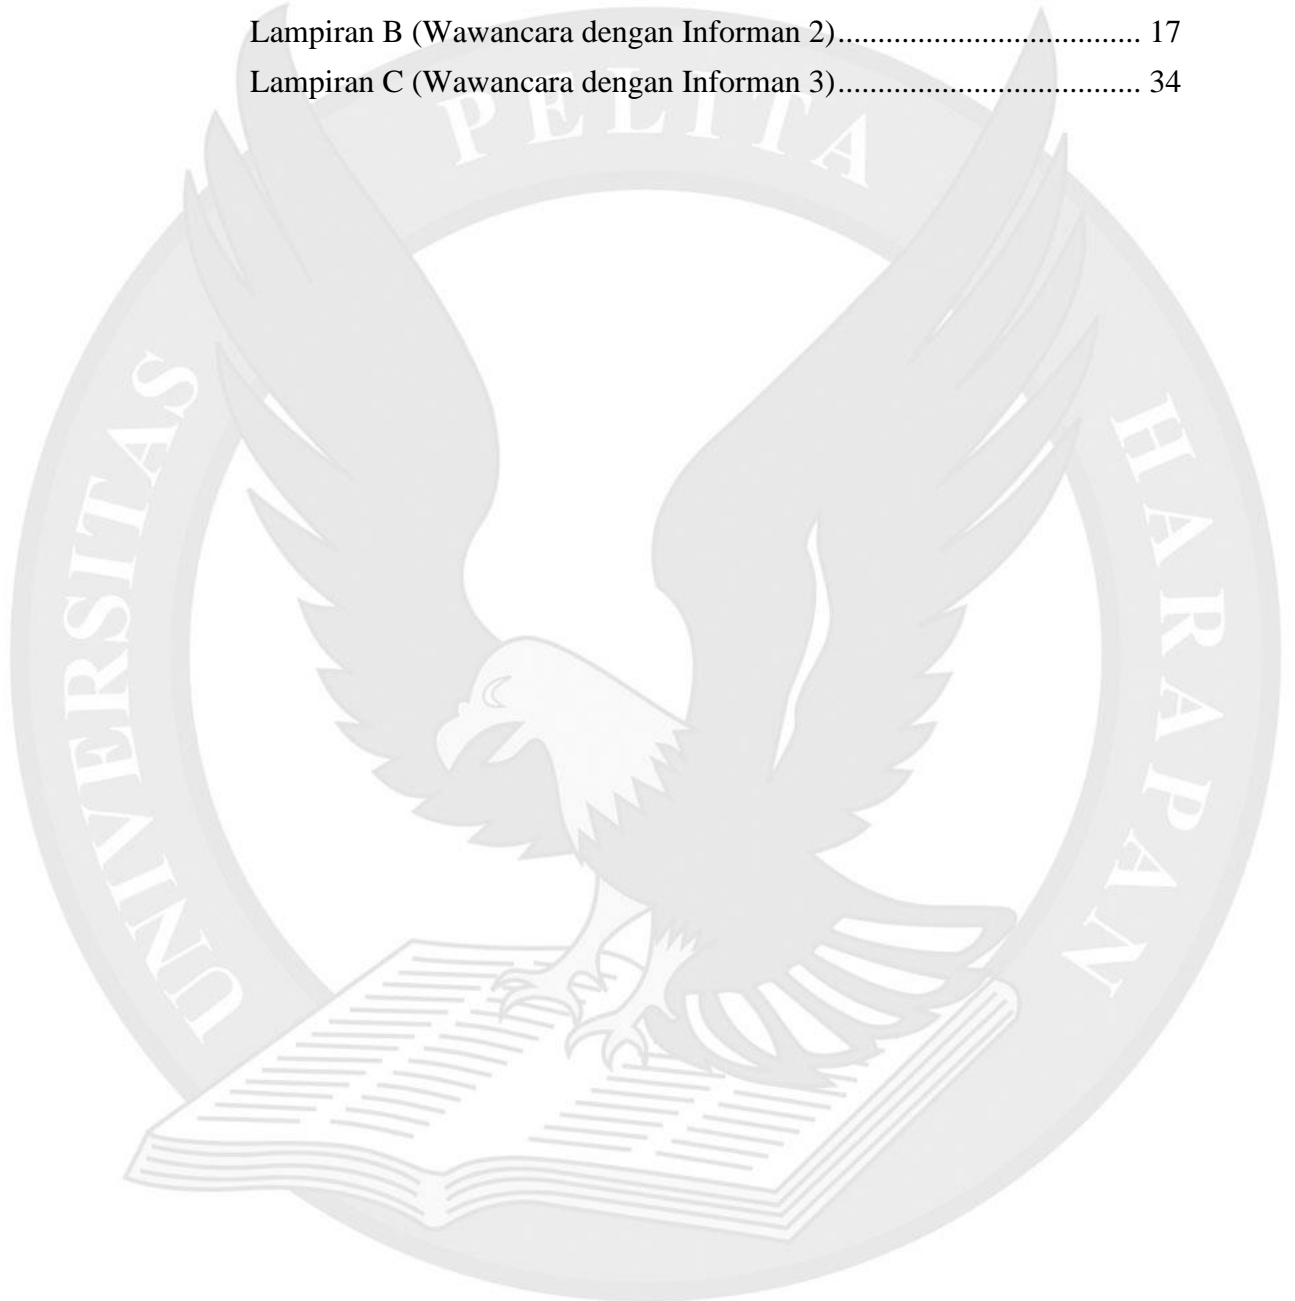 Lampiran B (Wawancara dengan Informan 2)...................................... 17
Lampiran C (Wawancara dengan Informan 3)...................................... 34
UNIVERSITAS PELITA HARAPAN